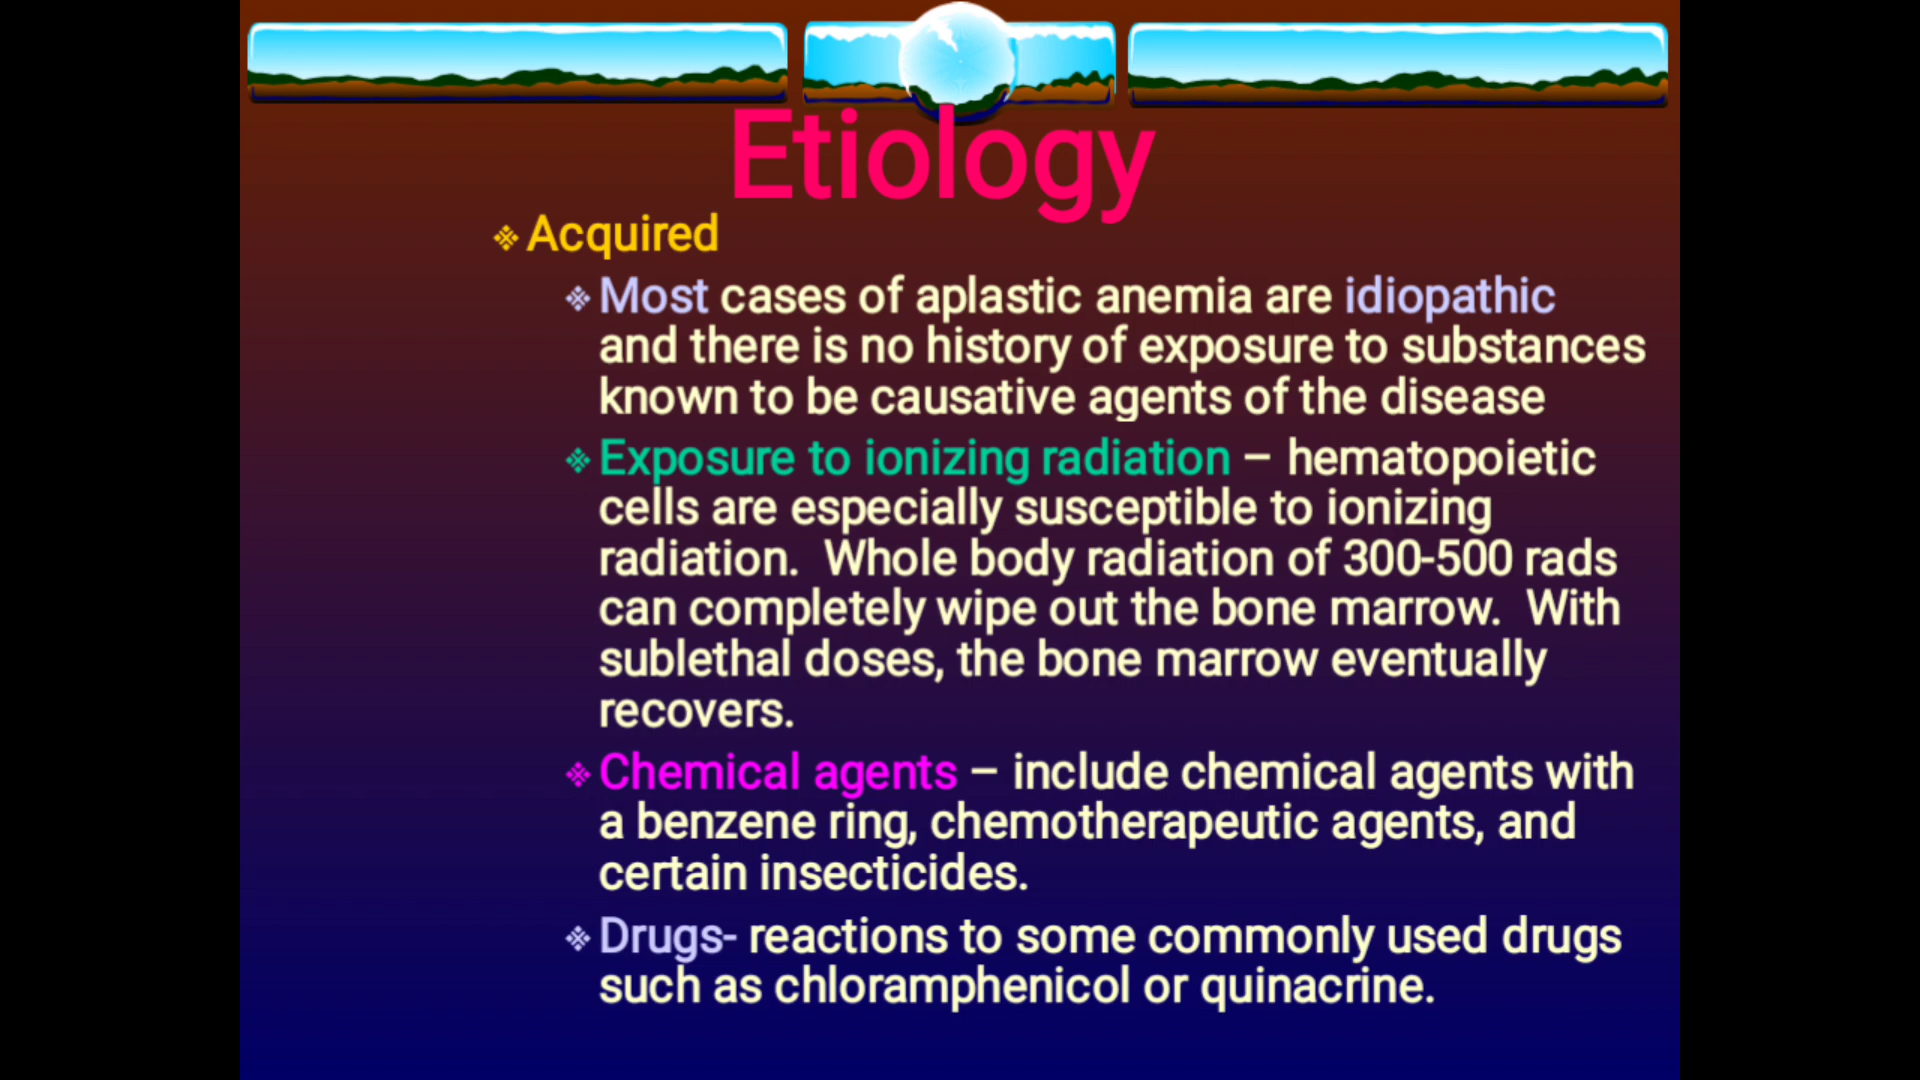 Etiology
❖ Acquired
❖ Most cases of aplastic anemia are idiopathic
and there is no history of exposure to substances
known to be causative agents of the disease
❖ Exposure to ionizing radiation – hematopoietic
cells are especially susceptible to ionizing
radiation.  Whole body radiation of 300-500 rads
can completely wipe out the bone marrow.  With
sublethal doses, the bone marrow eventually
recovers.
❖ Chemical agents – include chemical agents with
a benzene ring, chemotherapeutic agents, and
certain insecticides.
❖ Drugs- reactions to some commonly used drugs
such as chloramphenicol or quinacrine.